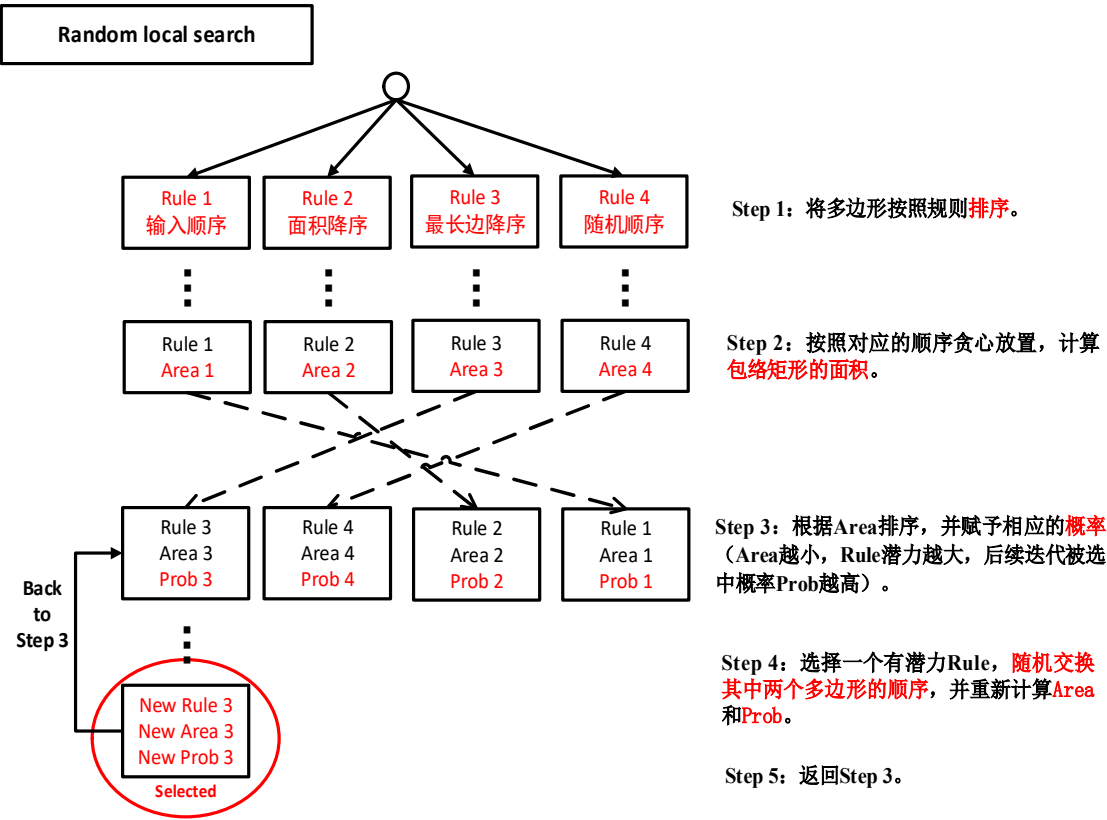 Random local search
Rule 1
输入顺序
Rule 2
面积降序
Rule 3
最长边降序
Rule 4
随机顺序
Step 1：将多边形按照规则排序。
Rule 1
Area 1
Rule 2
Area 2
Rule 3
Area 3
Rule 4
Area 4
Step 2：按照对应的顺序贪心放置，计算
包络矩形的面积。
Rule 3
Area 3
Prob 3
Rule 4
Area 4
Prob 4
Rule 2
Area 2
Prob 2
Rule 1
Area 1
Prob 1
Step 3：根据Area排序，并赋予相应的概率
（Area越小，Rule潜力越大，后续迭代被选
中概率Prob越高）。
Back
to
Step 3
New Rule 3
New Area 3
New Prob 3
Selected
Step 4：选择一个有潜力Rule，随机交换
其中两个多边形的顺序，并重新计算Area
和Prob。
Step 5：返回Step 3。